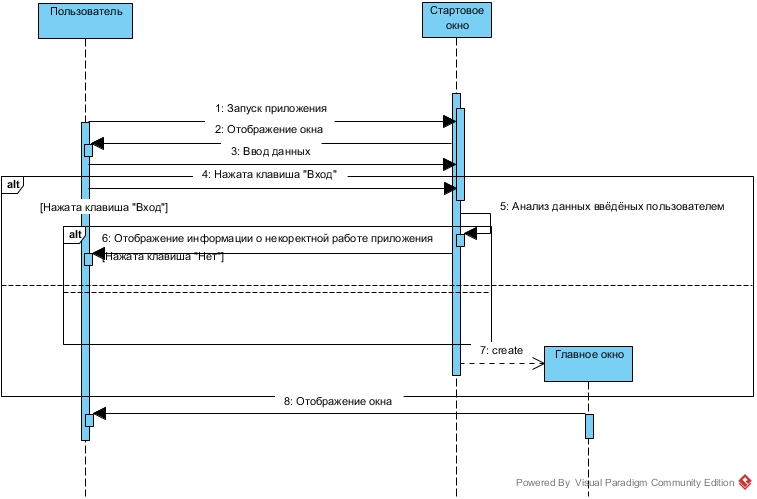 Пользователь
Стартовое
окно
1: Запуск приложения
2: Отображение окна
3: Ввод данных
4: Нажата клавиша "Вход"
alt
[Нажата клавиша "Вход"]
5: Анализ данных ввёдёных пользователем
alt
6: Отображение информации о некоректной работе приложения
[Нажата клавиша "Нет"]
7: create
Главное окно
8: Отображение окна
Powered By Visual Paradigm Community Edition